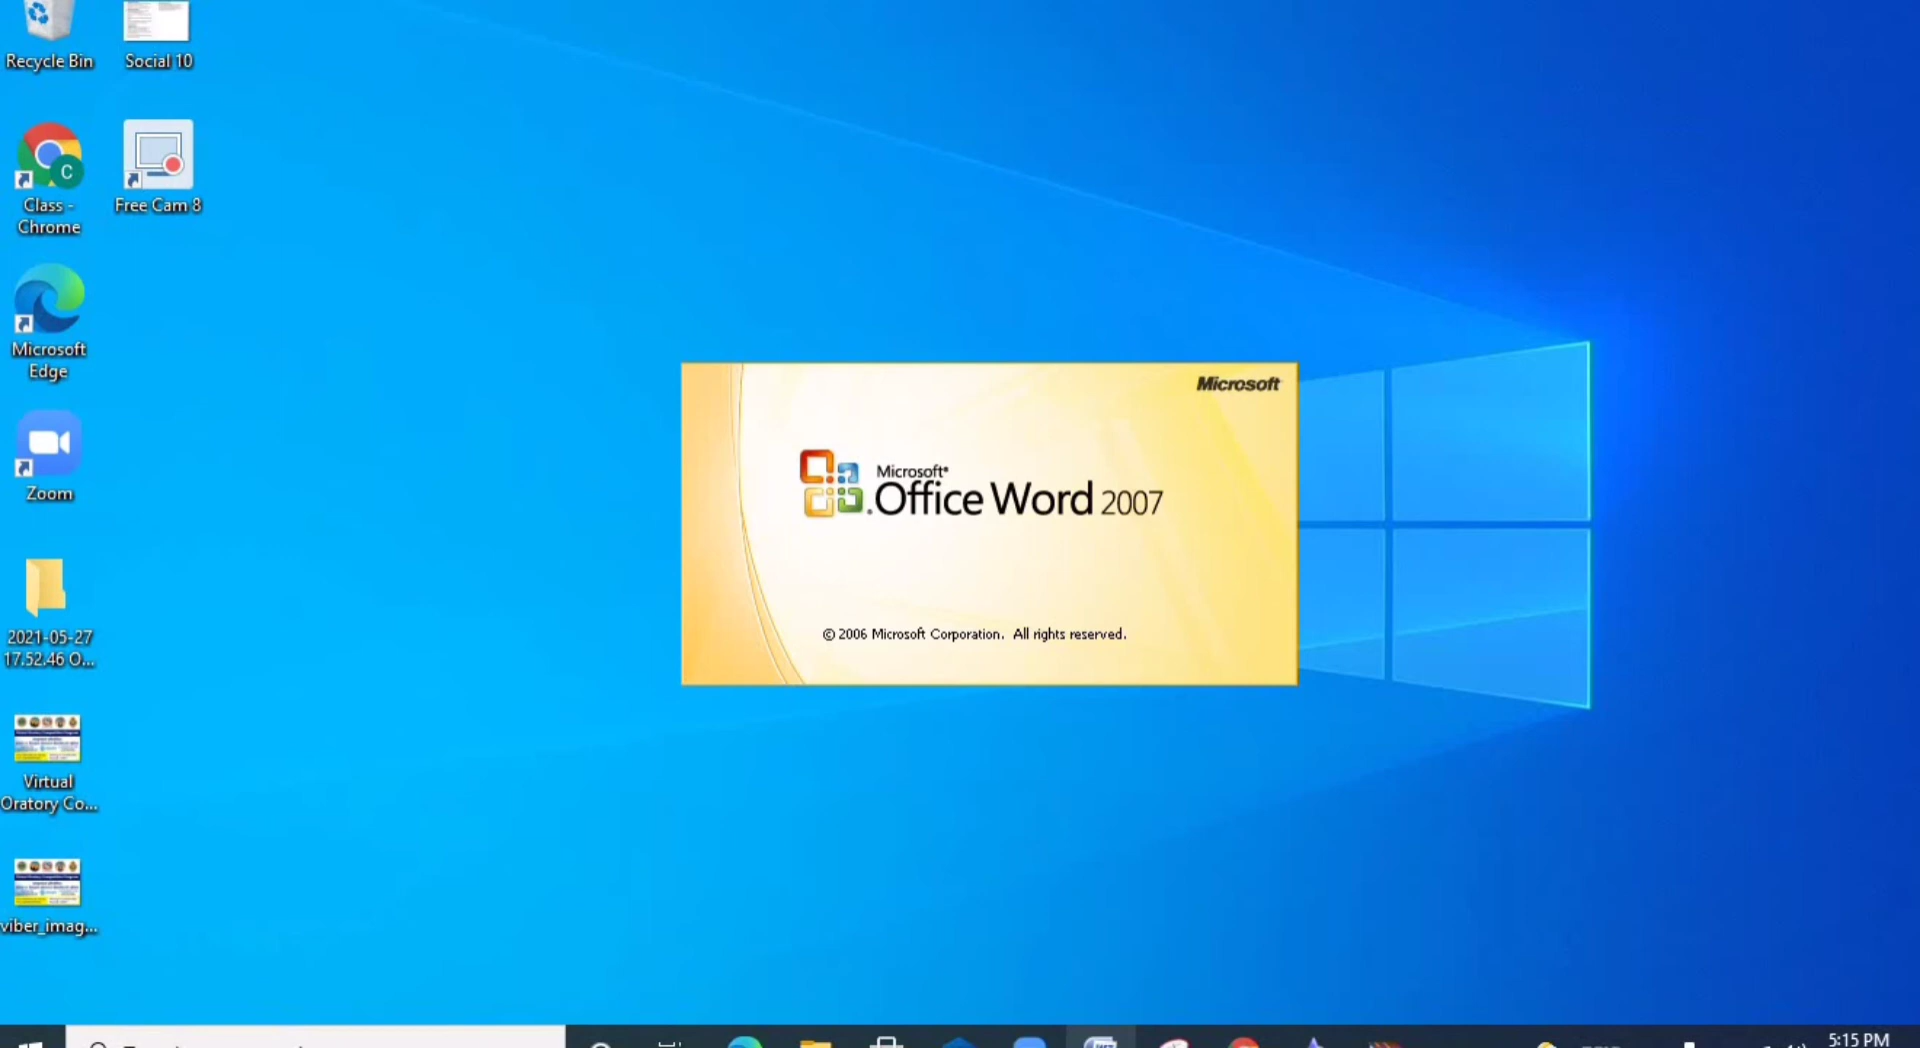 Recycle Bin
Social 10
Class -
Chrome
Free Cam 8
Microsoft
Edge
Zoom
2021-05-27
17.52.46 O...
Virtual
Oratory Co...
viber_imag...
Microsoft
Microsoft®
Office Word 2007
© 2006 Microsoft Corporation. All rights reserved.
5:15 PM